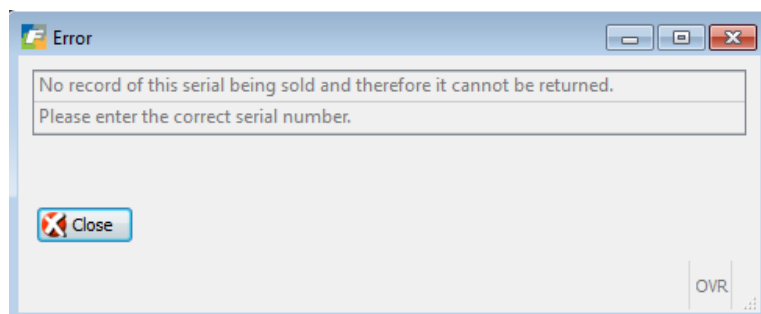 Error
No record of this serial being sold and therefore it cannot be returned.
Please enter the correct serial number.
Close
OVR